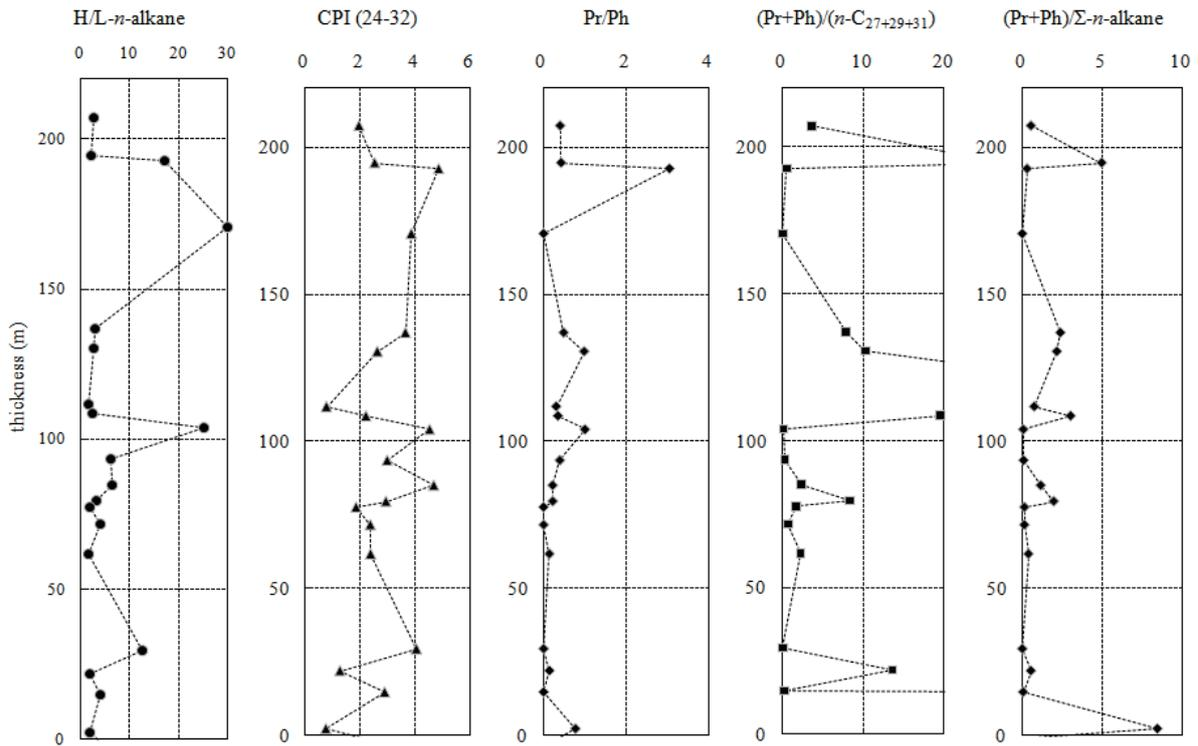 H/L-n-alkane CPI (24-32) Pr/Ph (Pr+Ph)/(n-C27+29+31) (Pr+Ph)/Σ-n-alkane
0 10 20 30 0 2 4 6 0 2 4 0 10 20 0 5 10
200 200 200 200 200
150 150 150 150 150
thickness (m)
100 100 100 100 100
50 50 50 50 50
0 0 0 0 0